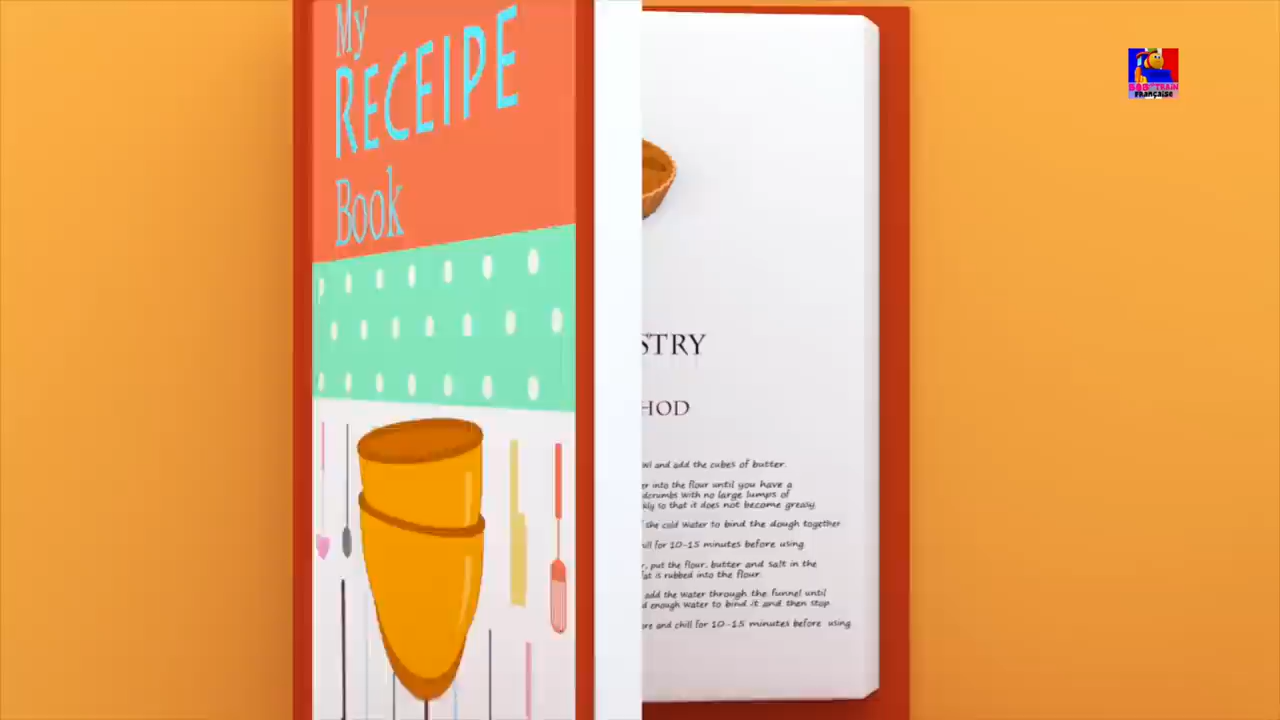 My
RECEIPE
Book
STRY
HOD
wl and add the cubes of butter.
er into the flour until you have a
dcrumbs with no large lumps of
kly so that it does not become greasy
the cold water to bind the dough together
ill for 10-15 minutes before using
r, put the flour, butter and salt in the
fat is rubbed into the flour.
add the water through the funnel until
d enough water to bind it and then stop
ore and chill for 10-15 minutes before using
BOB TRAIN
Française